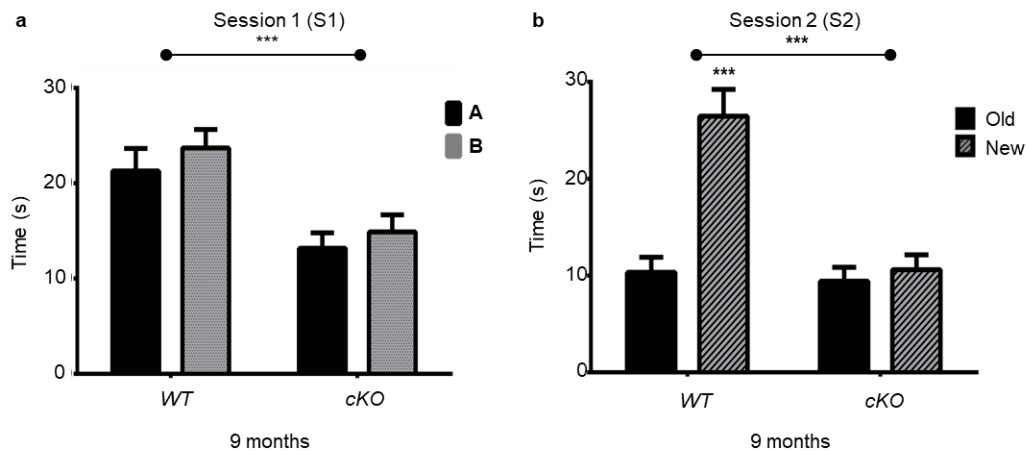 a
Session 1 (S1)
***
30
20
10
0
Time (s)
A
B
WT
cKO
9 months
b
Session 2 (S2)
***
***
30
20
10
0
Time (s)
Old
New
WT
cKO
9 months